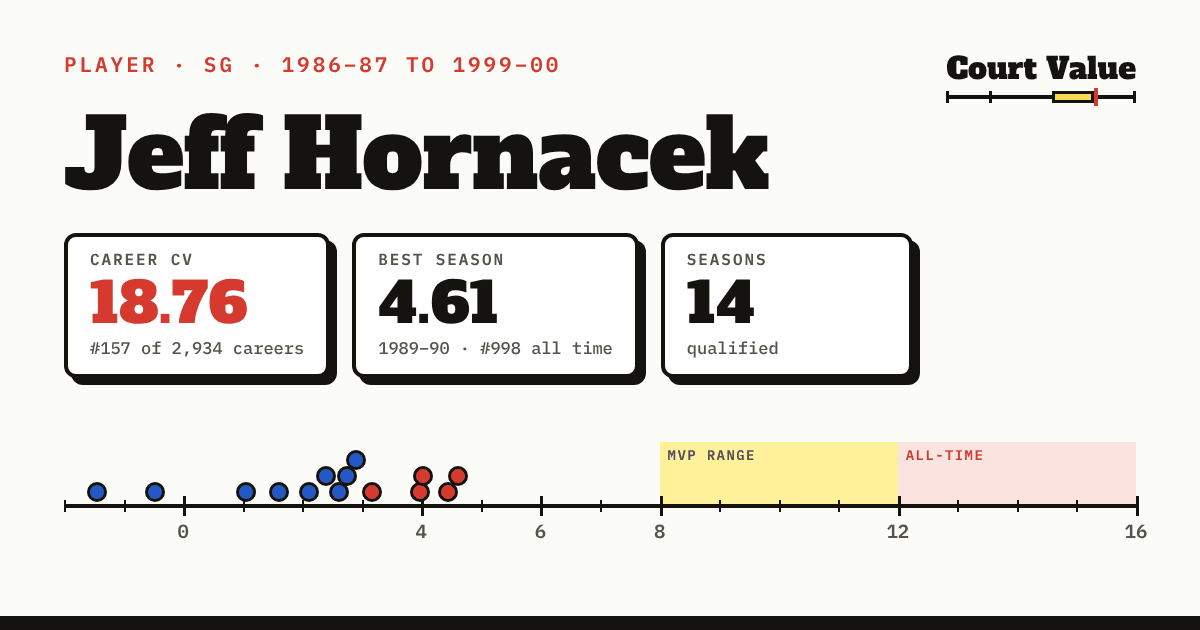 PLAYER · SG · 1986–87 TO 1999–00
Court Value
Jeff Hornacek
CAREER CV
18.76
#157 of 2,934 careers
BEST SEASON
4.61
1989–90 · #998 all time
SEASONS
14
qualified
MVP RANGE
ALL-TIME
0 4 6 8 12 16